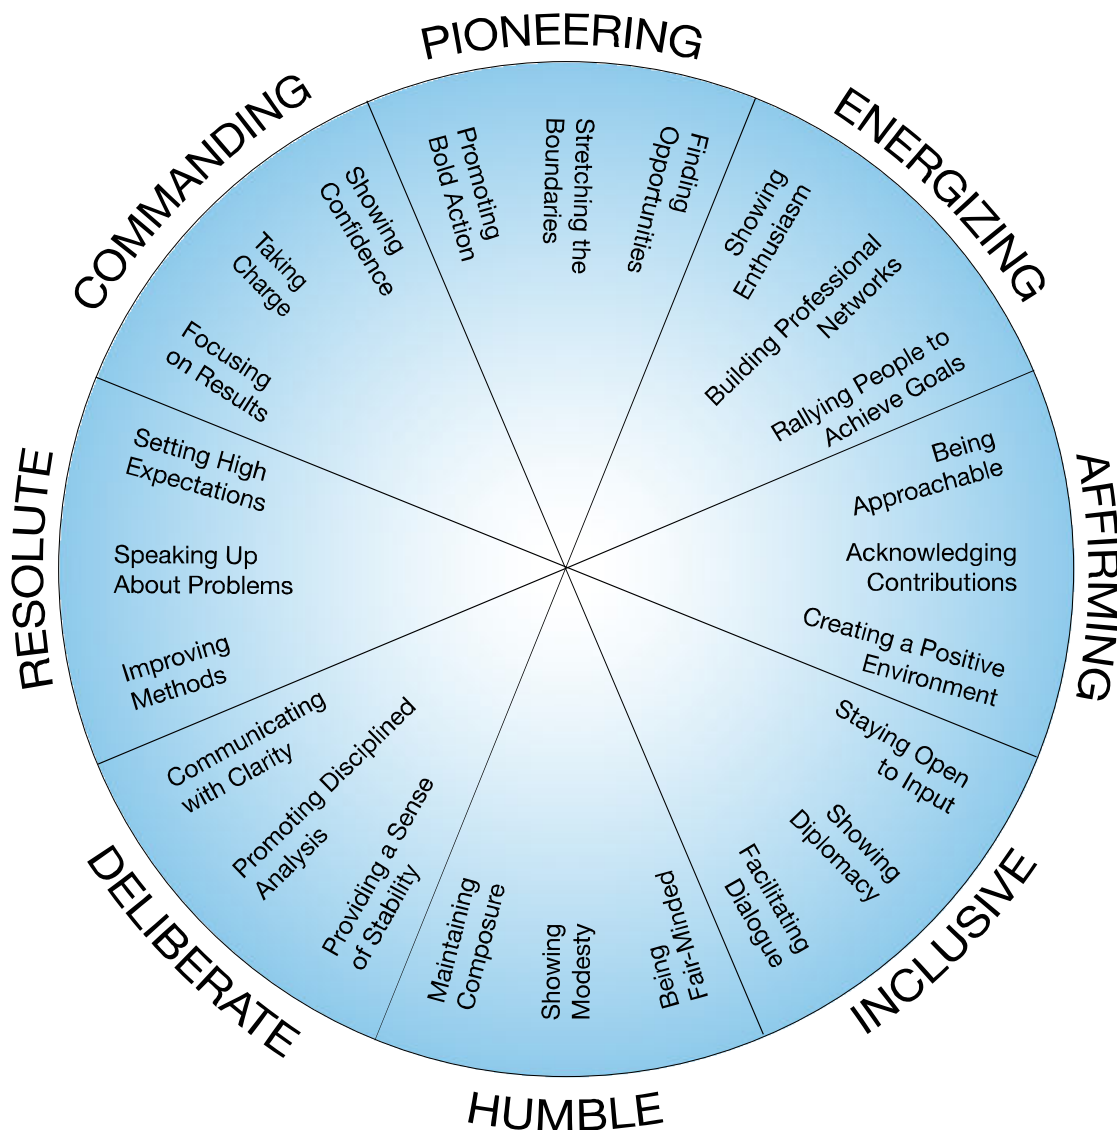 PIONEERING
Promoting
Bold Action
Stretching the
Boundaries
Finding
Opportunities
ENERGIZING
Showing
Enthusiasm
Building Professional
Networks
Rallying People to
Achieve Goals
AFFIRMING
Being
Approachable
Acknowledging
Contributions
Creating a Positive
Environment
INCLUSIVE
Staying Open
to Input
Showing
Diplomacy
Facilitating
Dialogue
HUMBLE
Being
Fair-Minded
Showing
Modesty
Maintaining
Composure
DELIBERATE
Providing a Sense
of Stability
Promoting Disciplined
Analysis
Communicating
with Clarity
RESOLUTE
Improving
Methods
Speaking Up
About Problems
Setting High
Expectations
COMMANDING
Focusing
on Results
Taking
Charge
Showing
Confidence